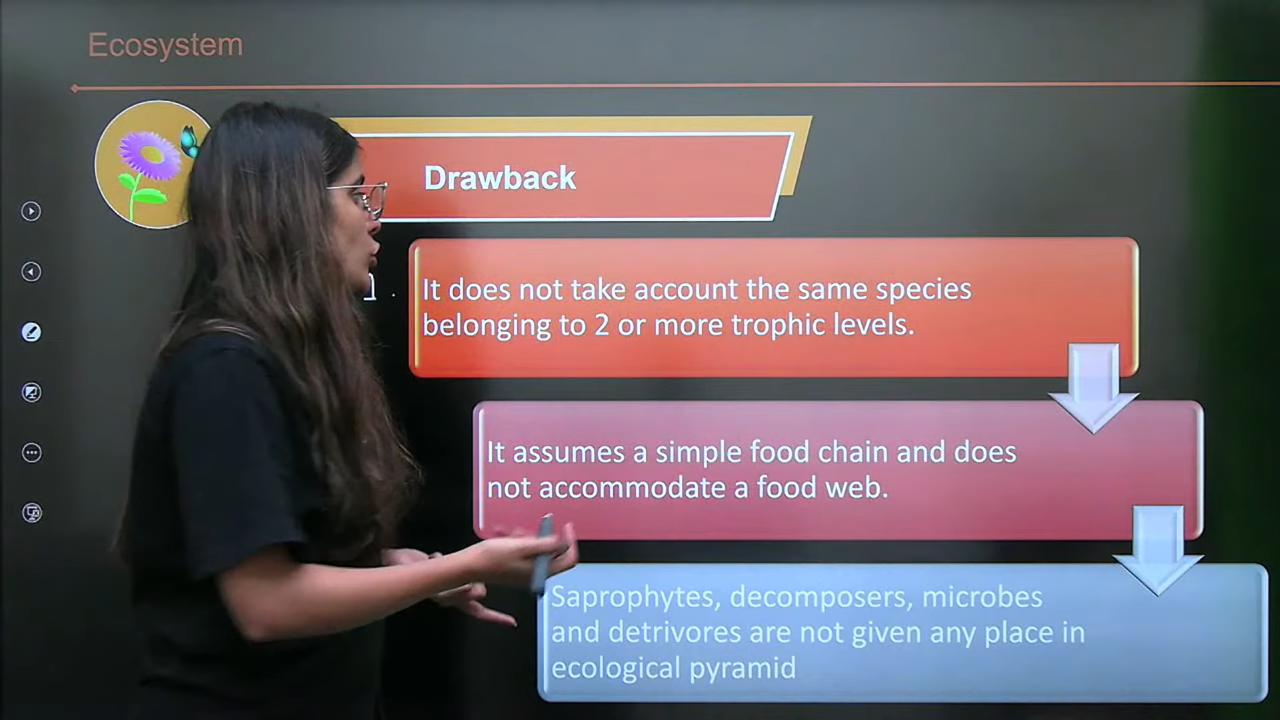 Ecosystem
Drawback
It does not take account the same species
belonging to 2 or more trophic levels.
It assumes a simple food chain and does
not accommodate a food web.
Saprophytes, decomposers, microbes
and detrivores are not given any place in
ecological pyramid